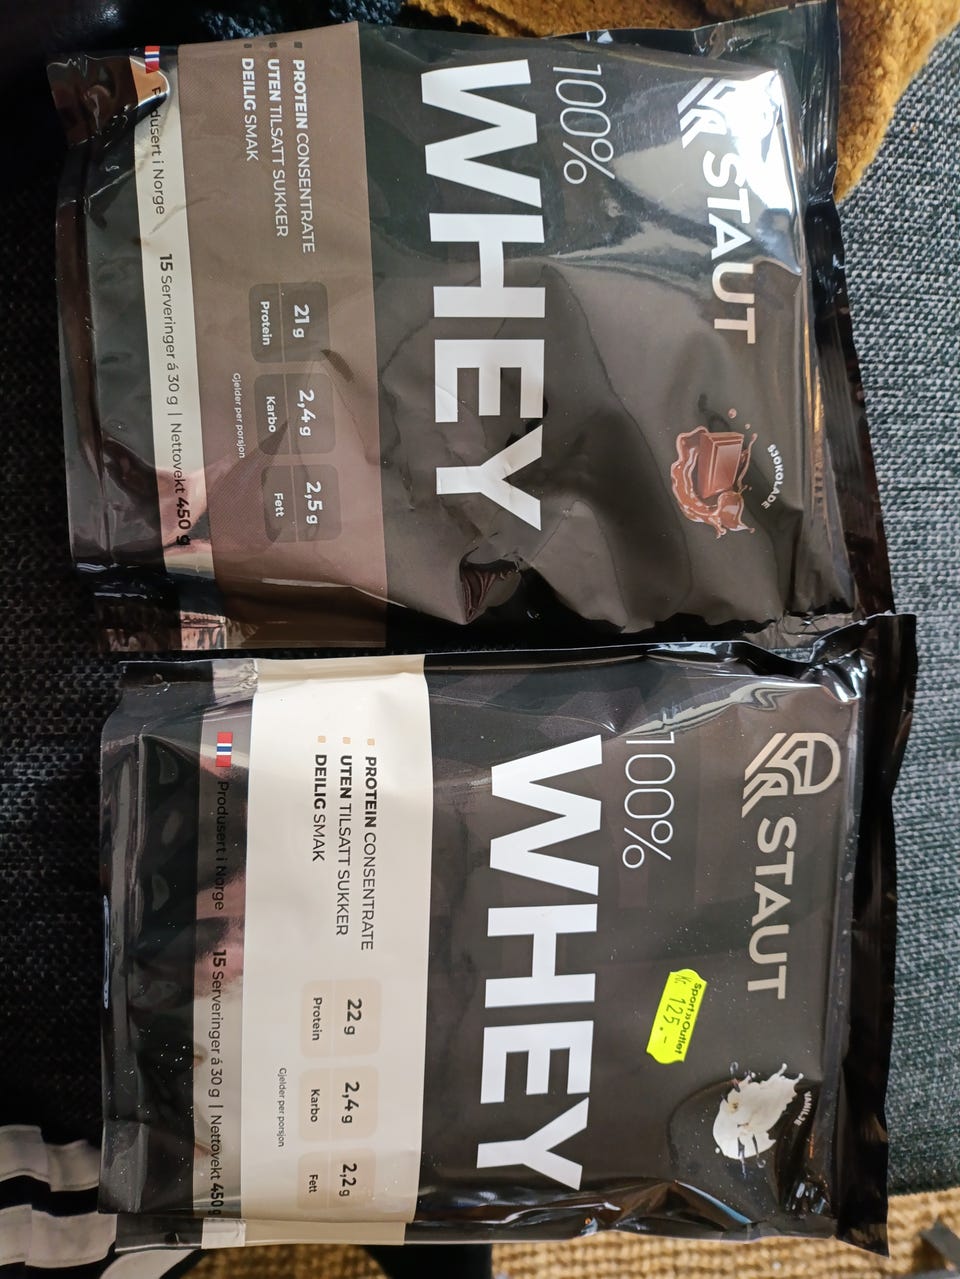 STAUT
SJOKOLADE
100%
WHEY
PROTEIN CONSENTRATE
UTEN TILSATT SUKKER
DEILIG SMAK
21 g
Protein
2,4 g
Karbo
2,5 g
Fett
Gjelder per porsjon
Produsert i Norge
15 Serveringer á 30 g | Nettovekt 450 g
STAUT
VANILJE
Sport Outlet
Kr. 125.-
100%
WHEY
PROTEIN CONSENTRATE
UTEN TILSATT SUKKER
DEILIG SMAK
22 g
Protein
2,4 g
Karbo
2,2 g
Fett
Gjelder per porsjon
Produsert i Norge
15 Serveringer á 30 g | Nettovekt 450 g